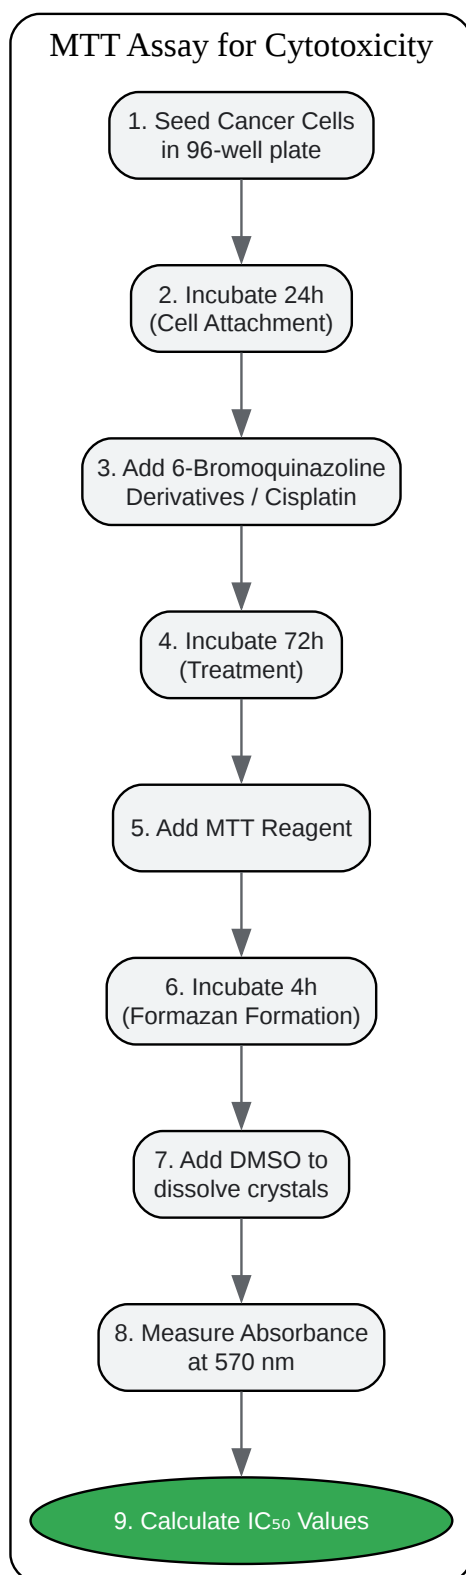 MTT Assay for Cytotoxicity
1. Seed Cancer Cells
in 96-well plate
2. Incubate 24h
(Cell Attachment)
3. Add 6-Bromoquinazoline
Derivatives / Cisplatin
4. Incubate 72h
(Treatment)
5. Add MTT Reagent
6. Incubate 4h
(Formazan Formation)
7. Add DMSO to
dissolve crystals
8. Measure Absorbance
at 570 nm
9. Calculate IC₅₀ Values